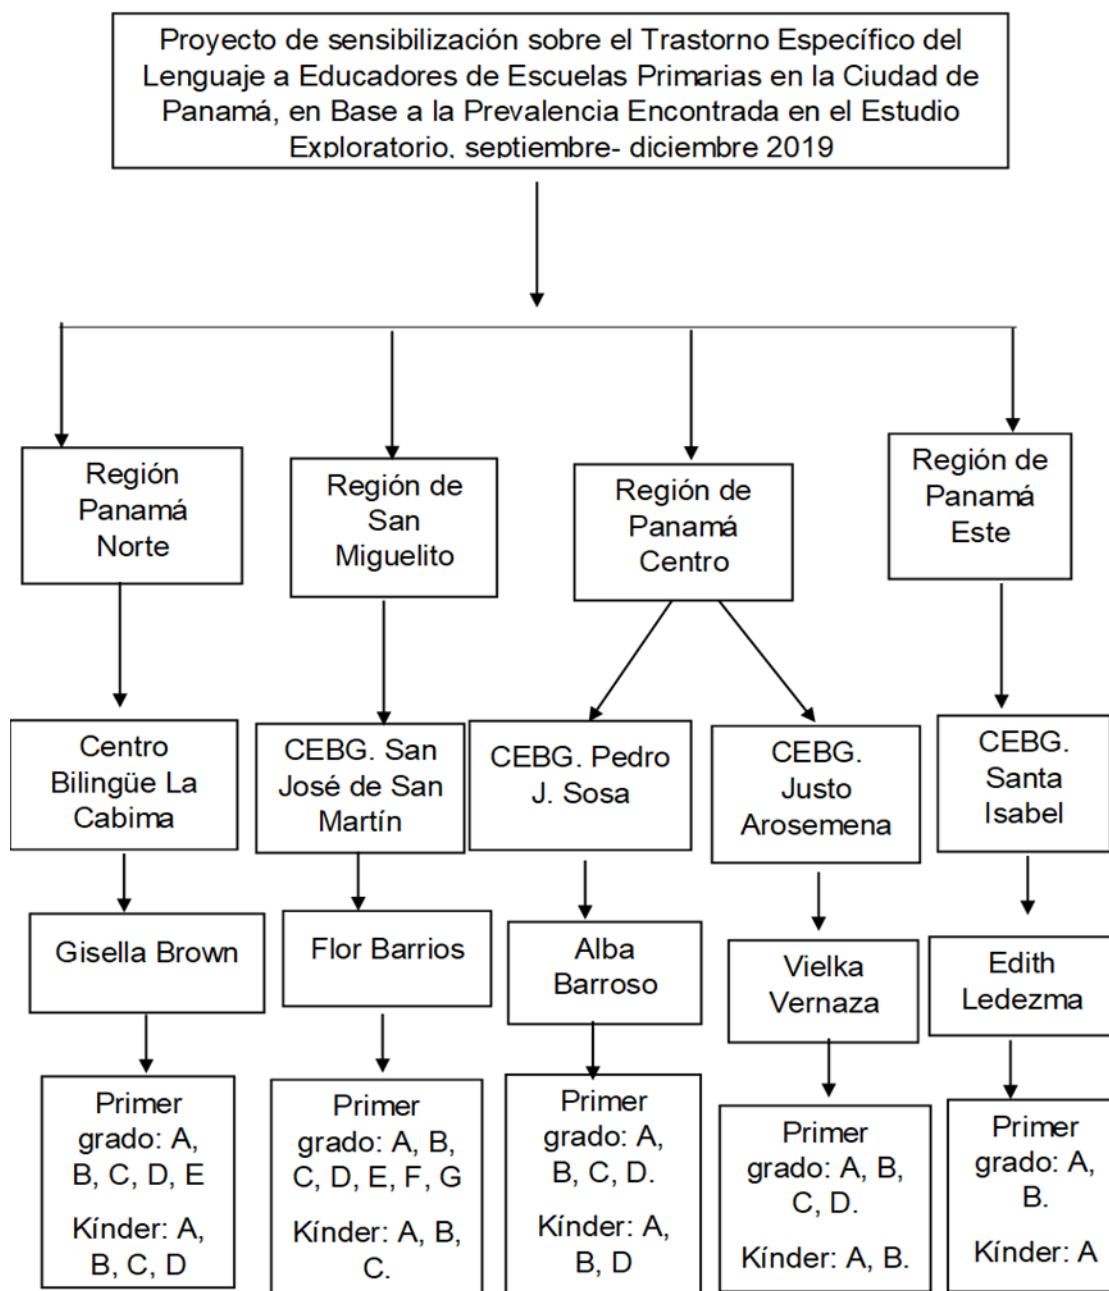 Proyecto de sensibilización sobre el Trastorno Específico del
Lenguaje a Educadores de Escuelas Primarias en la Ciudad de
Panamá, en Base a la Prevalencia Encontrada en el Estudio
Exploratorio, septiembre- diciembre 2019
Región
Panamá
Norte
Región de
San
Miguelito
Región de
Panamá
Centro
Región de
Panamá
Este
Centro
Bilingüe La
Cabima
CEBG. San
José de San
Martín
CEBG. Pedro
J. Sosa
CEBG.
Justo
Arosemena
CEBG.
Santa
Isabel
Gisella Brown
Flor Barrios
Alba
Barroso
Vielka
Vernaza
Edith
Ledezma
Primer
grado: A,
B, C, D, E
Kínder: A,
B, C, D
Primer
grado: A, B,
C, D, E, F, G
Kínder: A, B,
C.
Primer
grado: A,
B, C, D.
Kínder: A,
B, D
Primer
grado: A, B,
C, D.
Kínder: A, B.
Primer
grado: A,
B.
Kínder: A